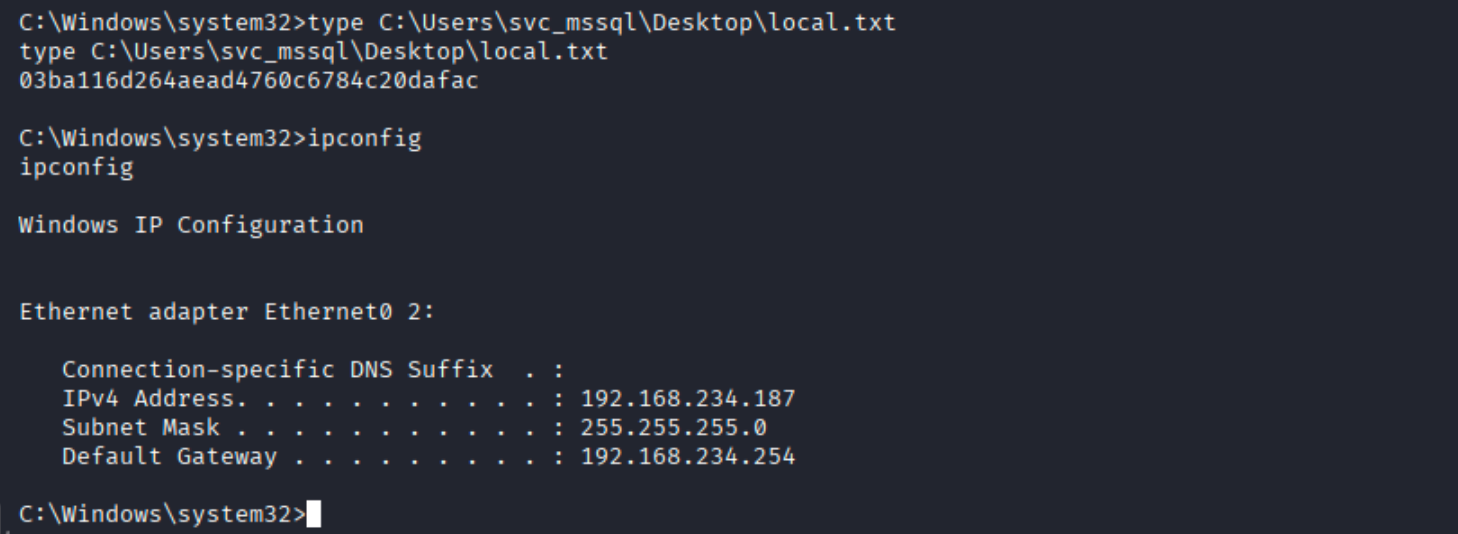 C:\Windows\system32>type C:\Users\svc_mssql\Desktop\local.txt
type C:\Users\svc_mssql\Desktop\local.txt
03ba116d264aead4760c6784c20dafac
C:\Windows\system32>ipconfig
ipconfig
Windows IP Configuration
Ethernet adapter Ethernet0 2:
   Connection-specific DNS Suffix  . :
   IPv4 Address. . . . . . . . . . . : 192.168.234.187
   Subnet Mask . . . . . . . . . . . : 255.255.255.0
   Default Gateway . . . . . . . . . : 192.168.234.254
C:\Windows\system32>